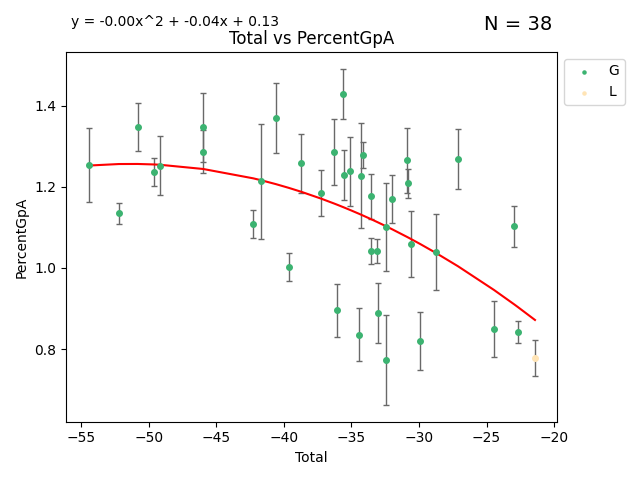 y = -0.00x^2 + -0.04x + 0.13
N = 38
Total vs PercentGpA
G
L
1.4
1.2
1.0
0.8
PercentGpA
−55 −50 −45 −40 −35 −30 −25 −20
Total